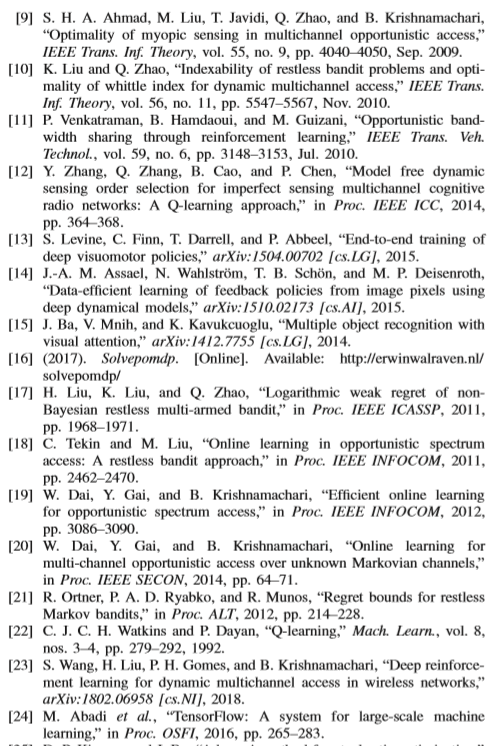 [9] S. H. A. Ahmad, M. Liu, T. Javidi, Q. Zhao, and B. Krishnamachari,
“Optimality of myopic sensing in multichannel opportunistic access,”
IEEE Trans. Inf. Theory, vol. 55, no. 9, pp. 4040–4050, Sep. 2009.
[10] K. Liu and Q. Zhao, “Indexability of restless bandit problems and opti-
mality of whittle index for dynamic multichannel access,” IEEE Trans.
Inf. Theory, vol. 56, no. 11, pp. 5547–5567, Nov. 2010.
[11] P. Venkatraman, B. Hamdaoui, and M. Guizani, “Opportunistic band-
width sharing through reinforcement learning,” IEEE Trans. Veh.
Technol., vol. 59, no. 6, pp. 3148–3153, Jul. 2010.
[12] Y. Zhang, Q. Zhang, B. Cao, and P. Chen, “Model free dynamic
sensing order selection for imperfect sensing multichannel cognitive
radio networks: A Q-learning approach,” in Proc. IEEE ICC, 2014,
pp. 364–368.
[13] S. Levine, C. Finn, T. Darrell, and P. Abbeel, “End-to-end training of
deep visuomotor policies,” arXiv:1504.00702 [cs.LG], 2015.
[14] J.-A. M. Assael, N. Wahlström, T. B. Schön, and M. P. Deisenroth,
“Data-efficient learning of feedback policies from image pixels using
deep dynamical models,” arXiv:1510.02173 [cs.AI], 2015.
[15] J. Ba, V. Mnih, and K. Kavukcuoglu, “Multiple object recognition with
visual attention,” arXiv:1412.7755 [cs.LG], 2014.
[16] (2017). Solvepomdp. [Online]. Available: http://erwinwalraven.nl/
solvepomdp/
[17] H. Liu, K. Liu, and Q. Zhao, “Logarithmic weak regret of non-
Bayesian restless multi-armed bandit,” in Proc. IEEE ICASSP, 2011,
pp. 1968–1971.
[18] C. Tekin and M. Liu, “Online learning in opportunistic spectrum
access: A restless bandit approach,” in Proc. IEEE INFOCOM, 2011,
pp. 2462–2470.
[19] W. Dai, Y. Gai, and B. Krishnamachari, “Efficient online learning
for opportunistic spectrum access,” in Proc. IEEE INFOCOM, 2012,
pp. 3086–3090.
[20] W. Dai, Y. Gai, and B. Krishnamachari, “Online learning for
multi-channel opportunistic access over unknown Markovian channels,”
in Proc. IEEE SECON, 2014, pp. 64–71.
[21] R. Ortner, P. A. D. Ryabko, and R. Munos, “Regret bounds for restless
Markov bandits,” in Proc. ALT, 2012, pp. 214–228.
[22] C. J. C. H. Watkins and P. Dayan, “Q-learning,” Mach. Learn., vol. 8,
nos. 3–4, pp. 279–292, 1992.
[23] S. Wang, H. Liu, P. H. Gomes, and B. Krishnamachari, “Deep reinforce-
ment learning for dynamic multichannel access in wireless networks,”
arXiv:1802.06958 [cs.NI], 2018.
[24] M. Abadi et al., “TensorFlow: A system for large-scale machine
learning,” in Proc. OSFI, 2016, pp. 265–283.